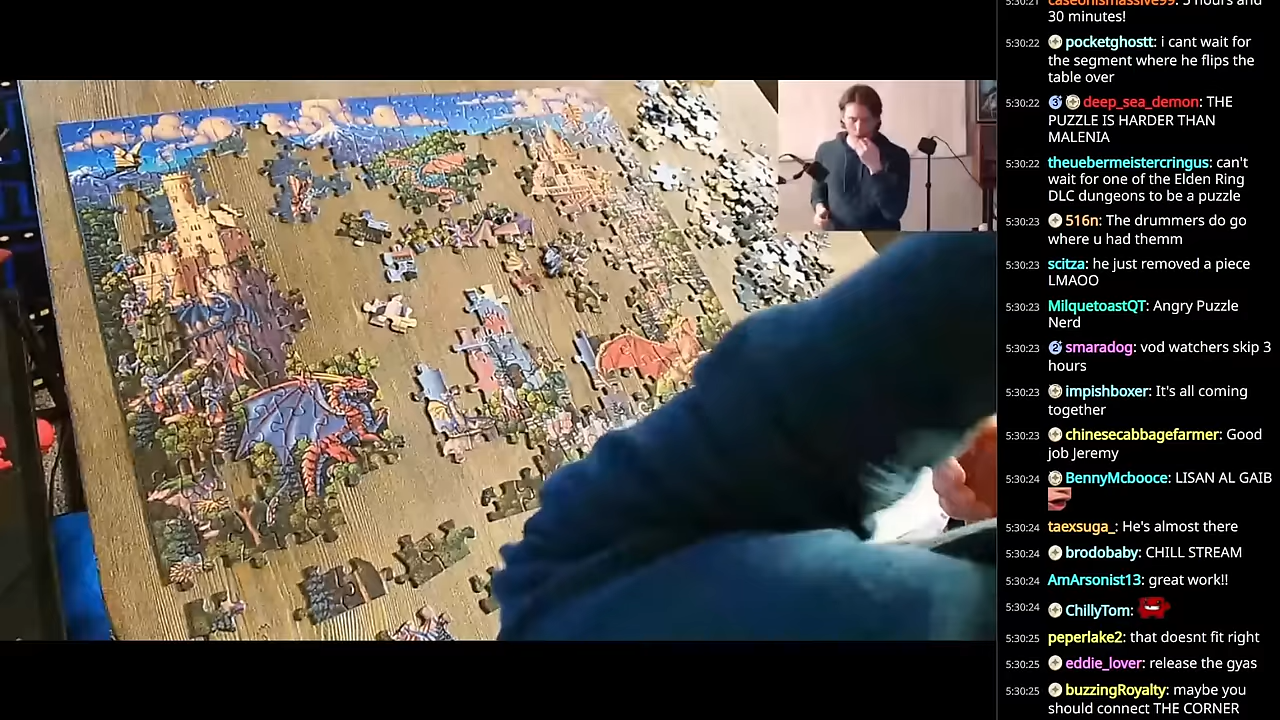 5:30:21 caseohismassive99: 5 hours and
30 minutes!
5:30:22 pocketghostt: i cant wait for
the segment where he flips the
table over
5:30:22 deep_sea_demon: THE
PUZZLE IS HARDER THAN
MALENIA
5:30:22 theuebermeistercringus: can't
wait for one of the Elden Ring
DLC dungeons to be a puzzle
5:30:23 516n: The drummers do go
where u had themm
5:30:23 scitza: he just removed a piece
LMAOO
5:30:23 MilquetoastQT: Angry Puzzle
Nerd
5:30:23 smaradog: vod watchers skip 3
hours
5:30:23 impishboxer: It's all coming
together
5:30:23 chinesecabbagefarmer: Good
job Jeremy
5:30:24 BennyMcbooce: LISAN AL GAIB
5:30:24 taexsuga_: He's almost there
5:30:24 brodobaby: CHILL STREAM
5:30:24 AmArsonist13: great work!!
5:30:24 ChillyTom:
5:30:25 peperlake2: that doesnt fit right
5:30:25 eddie_lover: release the gyas
5:30:25 buzzingRoyalty: maybe you
should connect THE CORNER